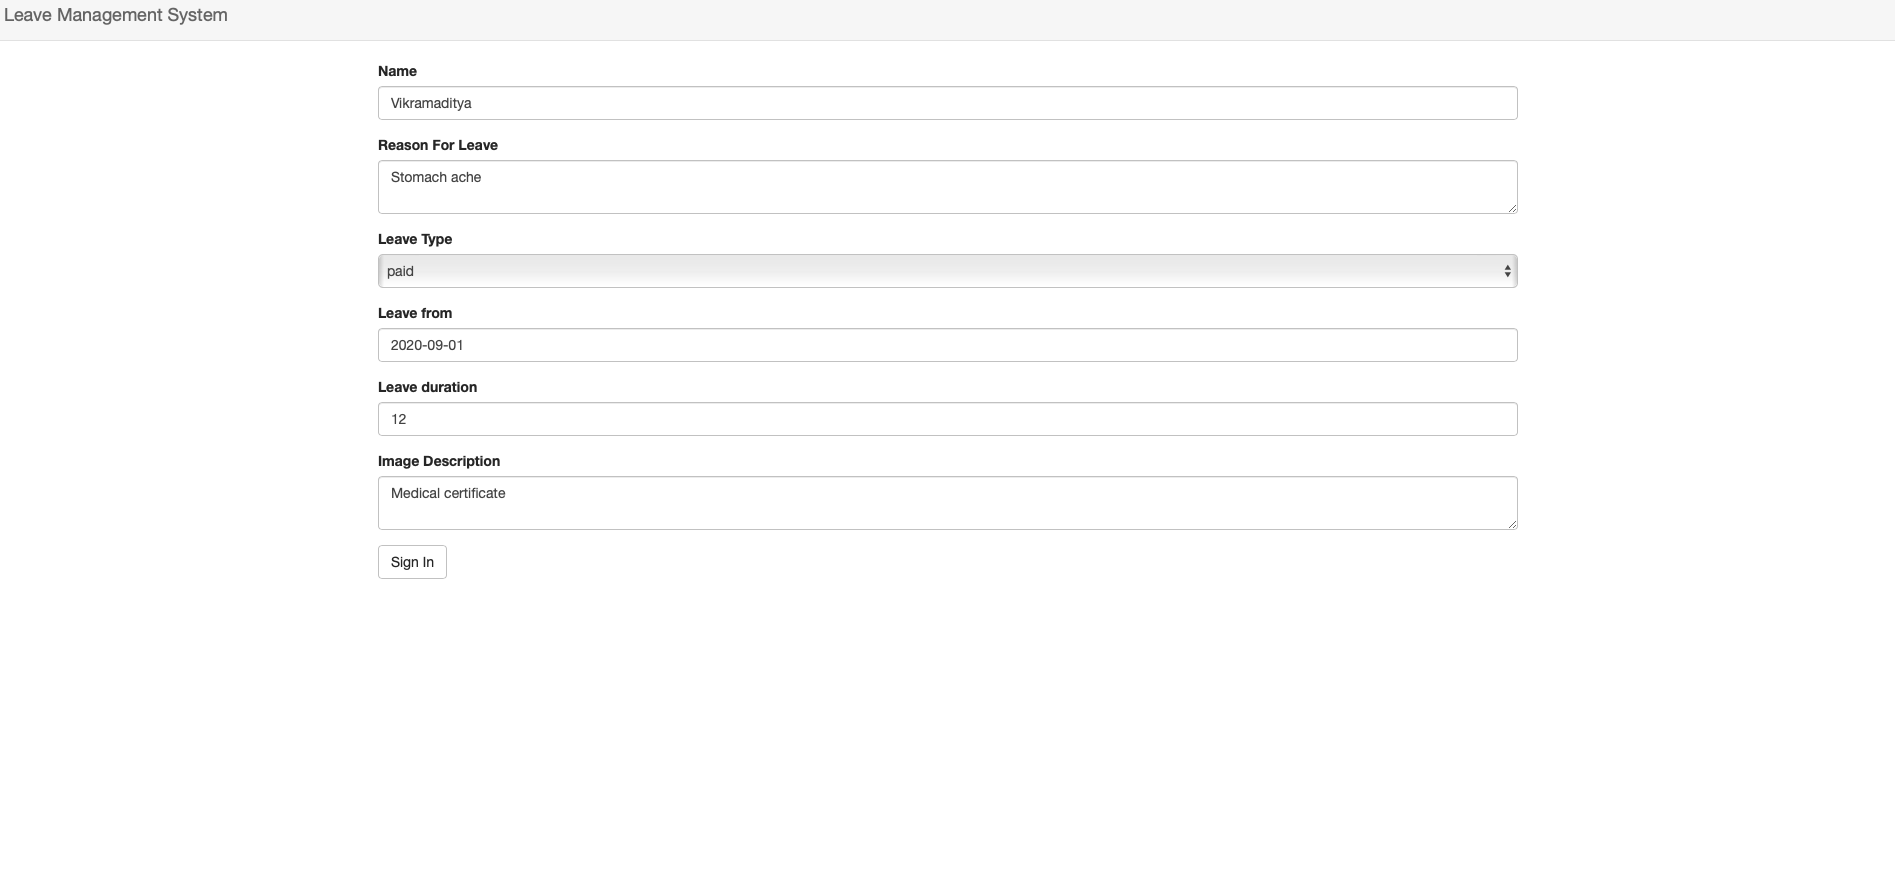 Leave Management System
Name
Vikramaditya
Reason For Leave
Stomach ache
Leave Type
paid
Leave from
2020-09-01
Leave duration
12
Image Description
Medical certificate
Sign In